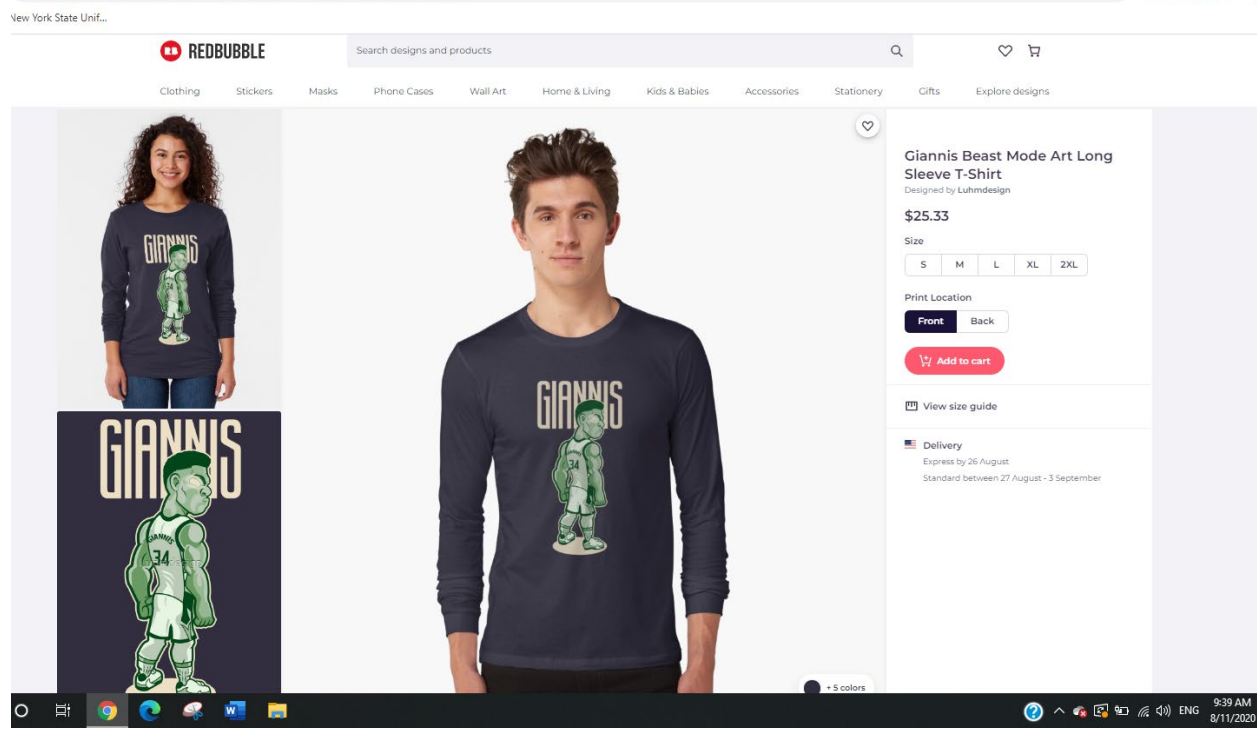 New York State Unif...
REDBUBBLE
Search designs and products
Clothing Stickers Masks Phone Cases Wall Art Home & Living Kids & Babies Accessories Stationery Gifts Explore designs
GIANNIS
34
GIANNIS
GIANNIS
34
GIANNIS
34
Giannis Beast Mode Art Long
Sleeve T-Shirt
Designed by Luhmdesign
$25.33
Size
S M L XL 2XL
Print Location
Front Back
Add to cart
View size guide
Delivery
Express by 26 August
Standard between 27 August - 3 September
+ 5 colors
W
ENG
9:39 AM
8/11/2020